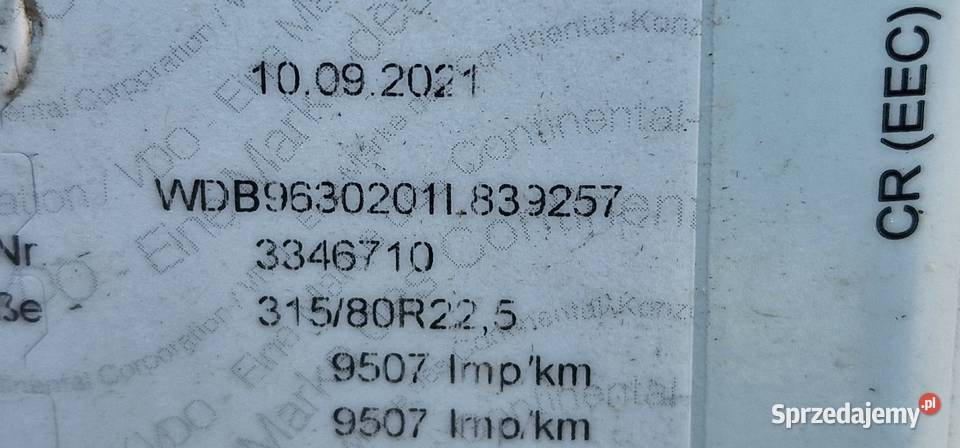 10.09.2021
WDB9630201L839257
Nr 3346710
ße 315/80R22,5
9507 Imp/km
9507 Imp/km
CR (EEC)
Sprzedajemy.pl